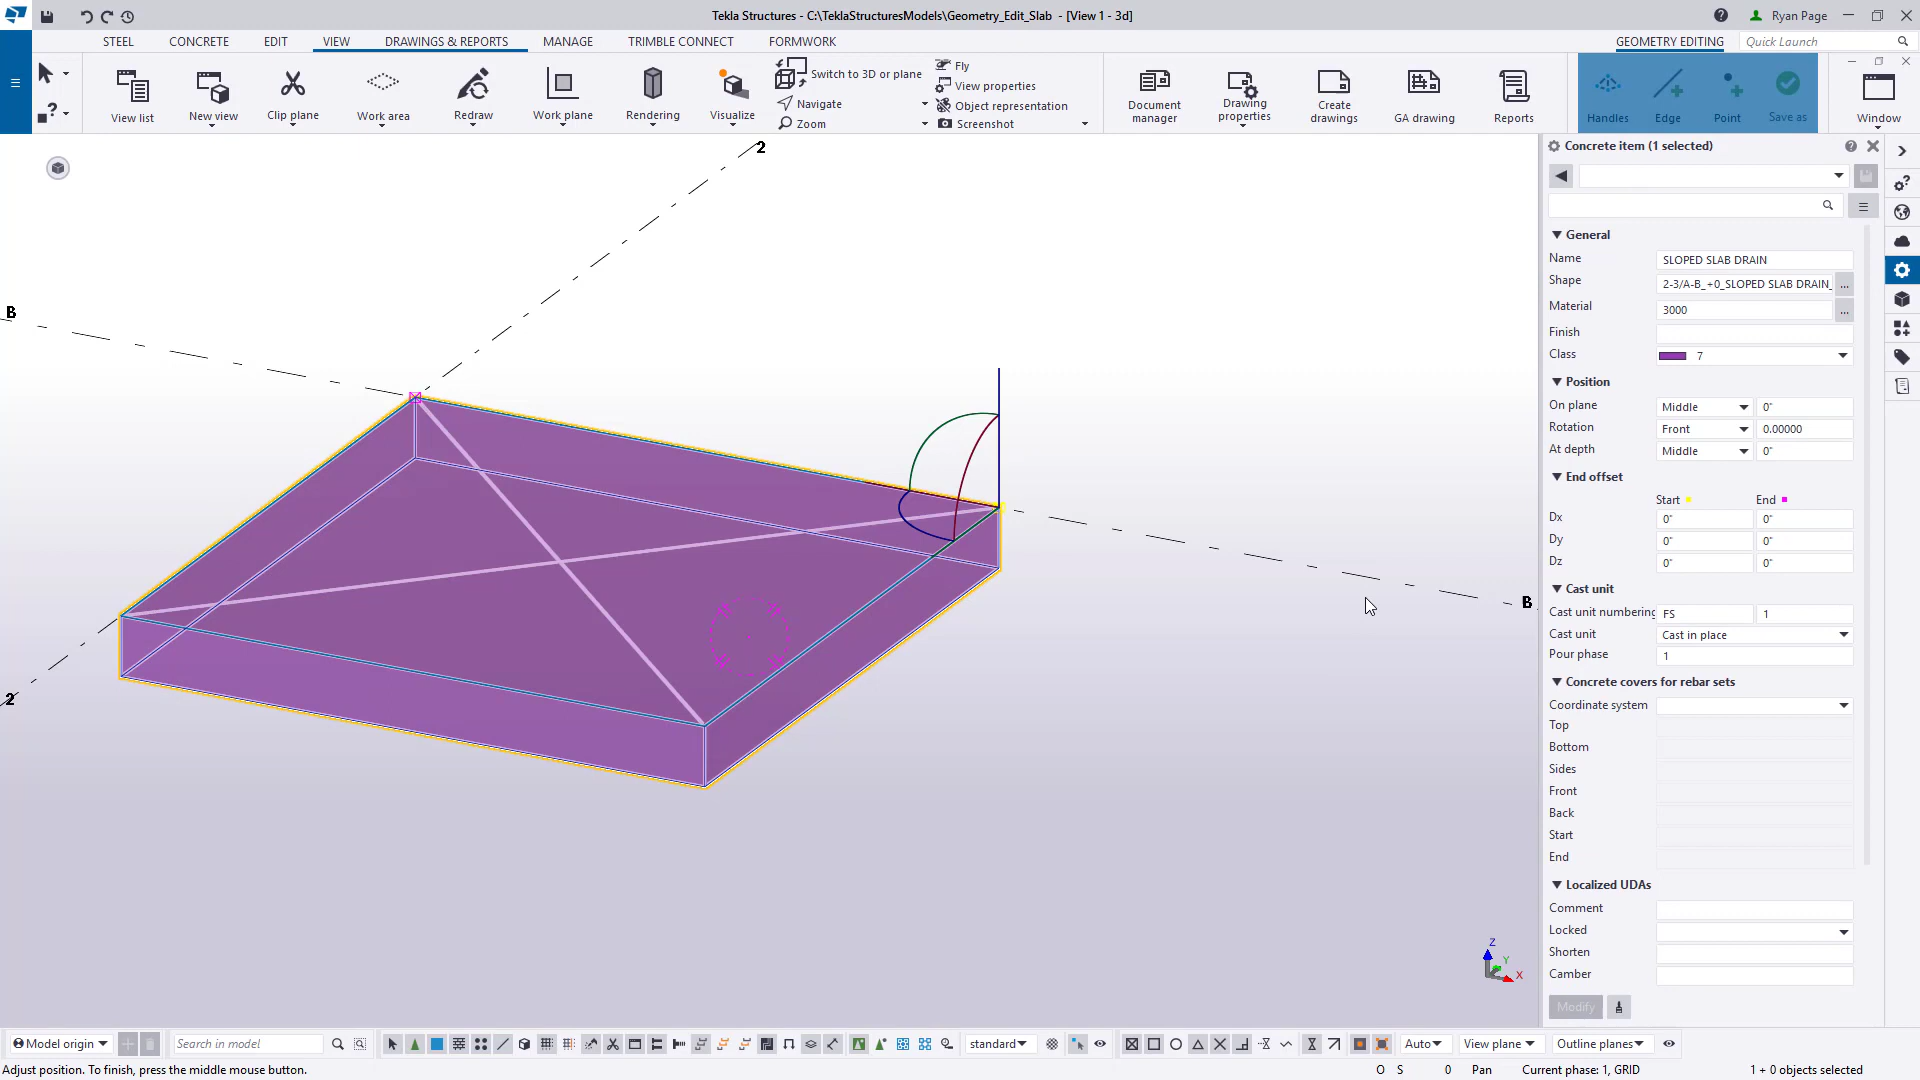 Tekla Structures - C:\TeklaStructuresModels\Geometry_Edit_Slab - [View 1 - 3d]
Ryan Page
STEEL CONCRETE EDIT VIEW DRAWINGS & REPORTS MANAGE TRIMBLE CONNECT FORMWORK GEOMETRY EDITING Quick Launch
Switch to 3D or plane
Navigate
Zoom
Fly
View properties
Object representation
Screenshot
View list
New view
Clip plane
Work area
Redraw
Work plane
Rendering
Visualize
Document manager
Drawing properties
Create drawings
GA drawing
Reports
Handles
Edge
Point
Save as
Window
2
B
2
B
Z
Y
X
Concrete item (1 selected)
General
Name SLOPED SLAB DRAIN
Shape 2-3/A-B_+0_SLOPED SLAB DRAIN_ ...
Material 3000 ...
Finish
Class 7
Position
On plane Middle 0"
Rotation Front 0.00000
At depth Middle 0"
End offset
Start End
Dx 0" 0"
Dy 0" 0"
Dz 0" 0"
Cast unit
Cast unit numbering FS 1
Cast unit Cast in place
Pour phase 1
Concrete covers for rebar sets
Coordinate system
Top
Bottom
Sides
Front
Back
Start
End
Localized UDAs
Comment
Locked
Shorten
Camber
Modify
Model origin Search in model standard Auto View plane Outline planes
Adjust position. To finish, press the middle mouse button. O S 0 Pan Current phase: 1, GRID 1 + 0 objects selected